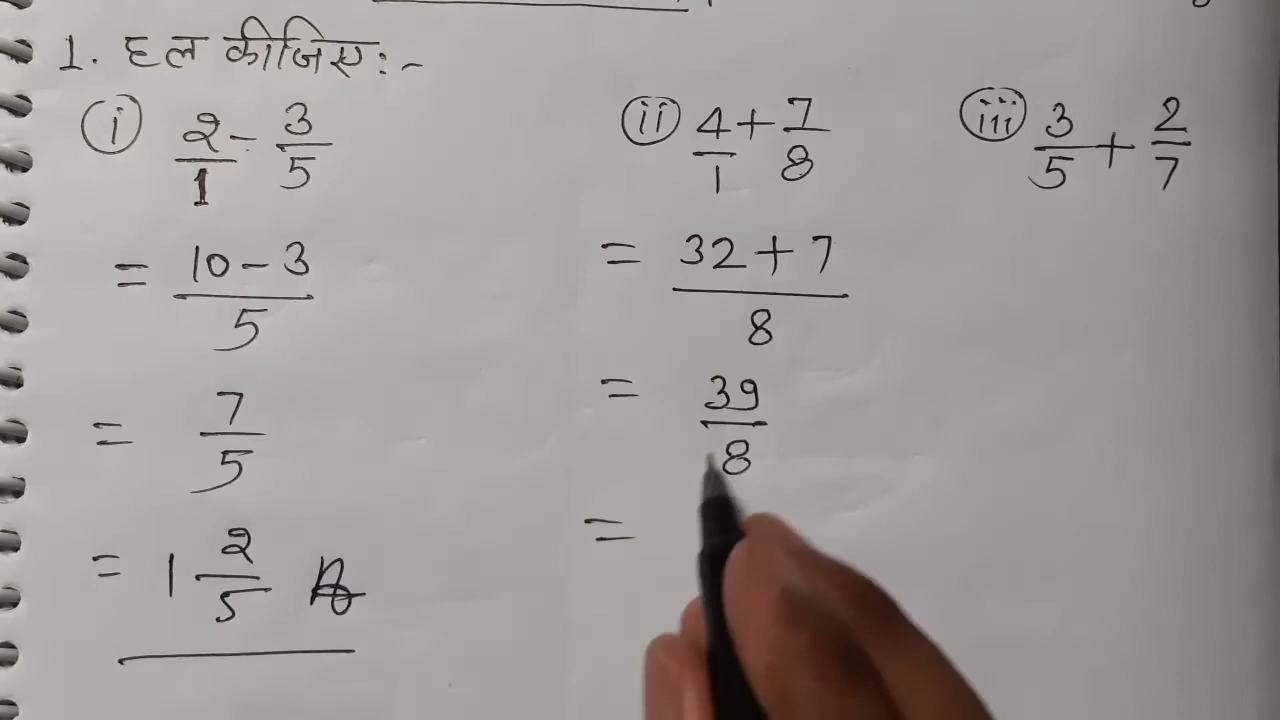 1. हल कीजिए:-
(i) 2/1 - 3/5
= 10-3/5
= 7/5
= 1 2/5
(ii) 4/1 + 7/8
= 32+7/8
= 39/8
=
(iii) 3/5 + 2/7